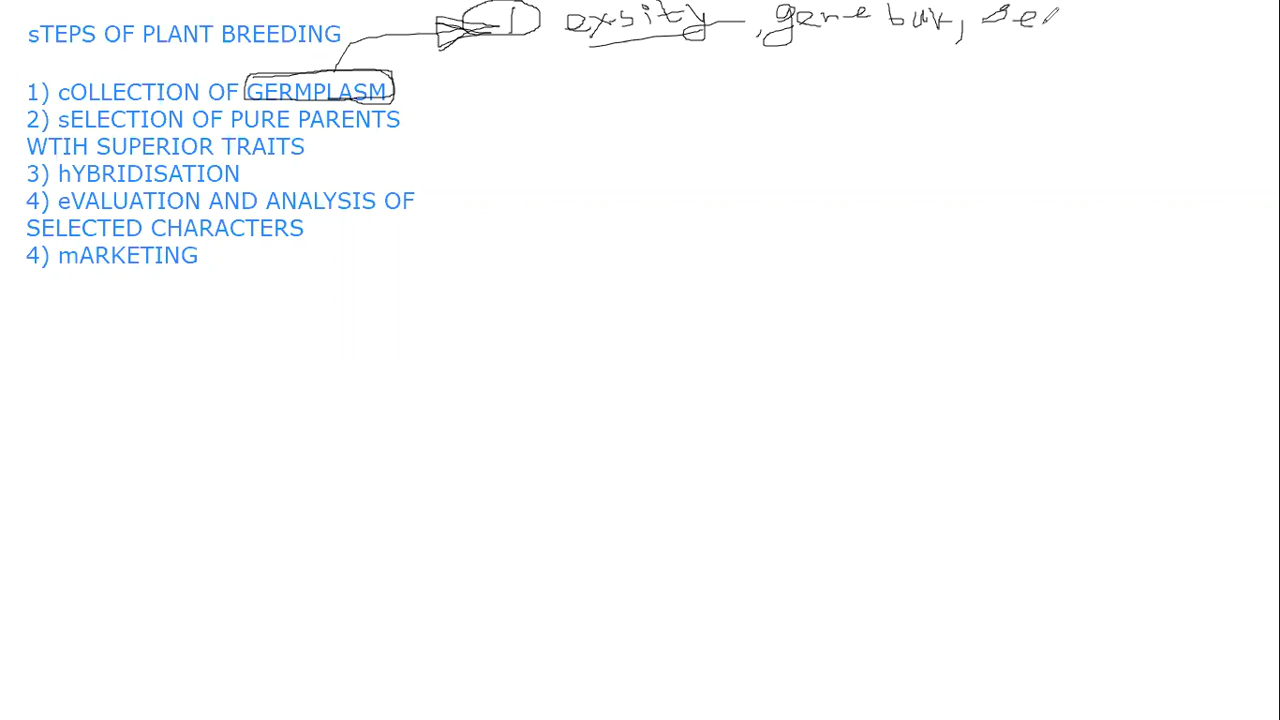 exsity , gene bank, see
sTEPS OF PLANT BREEDING
1) cOLLECTION OF GERMPLASM
2) sELECTION OF PURE PARENTS
WTIH SUPERIOR TRAITS
3) hYBRIDISATION
4) eVALUATION AND ANALYSIS OF
SELECTED CHARACTERS
4) mARKETING